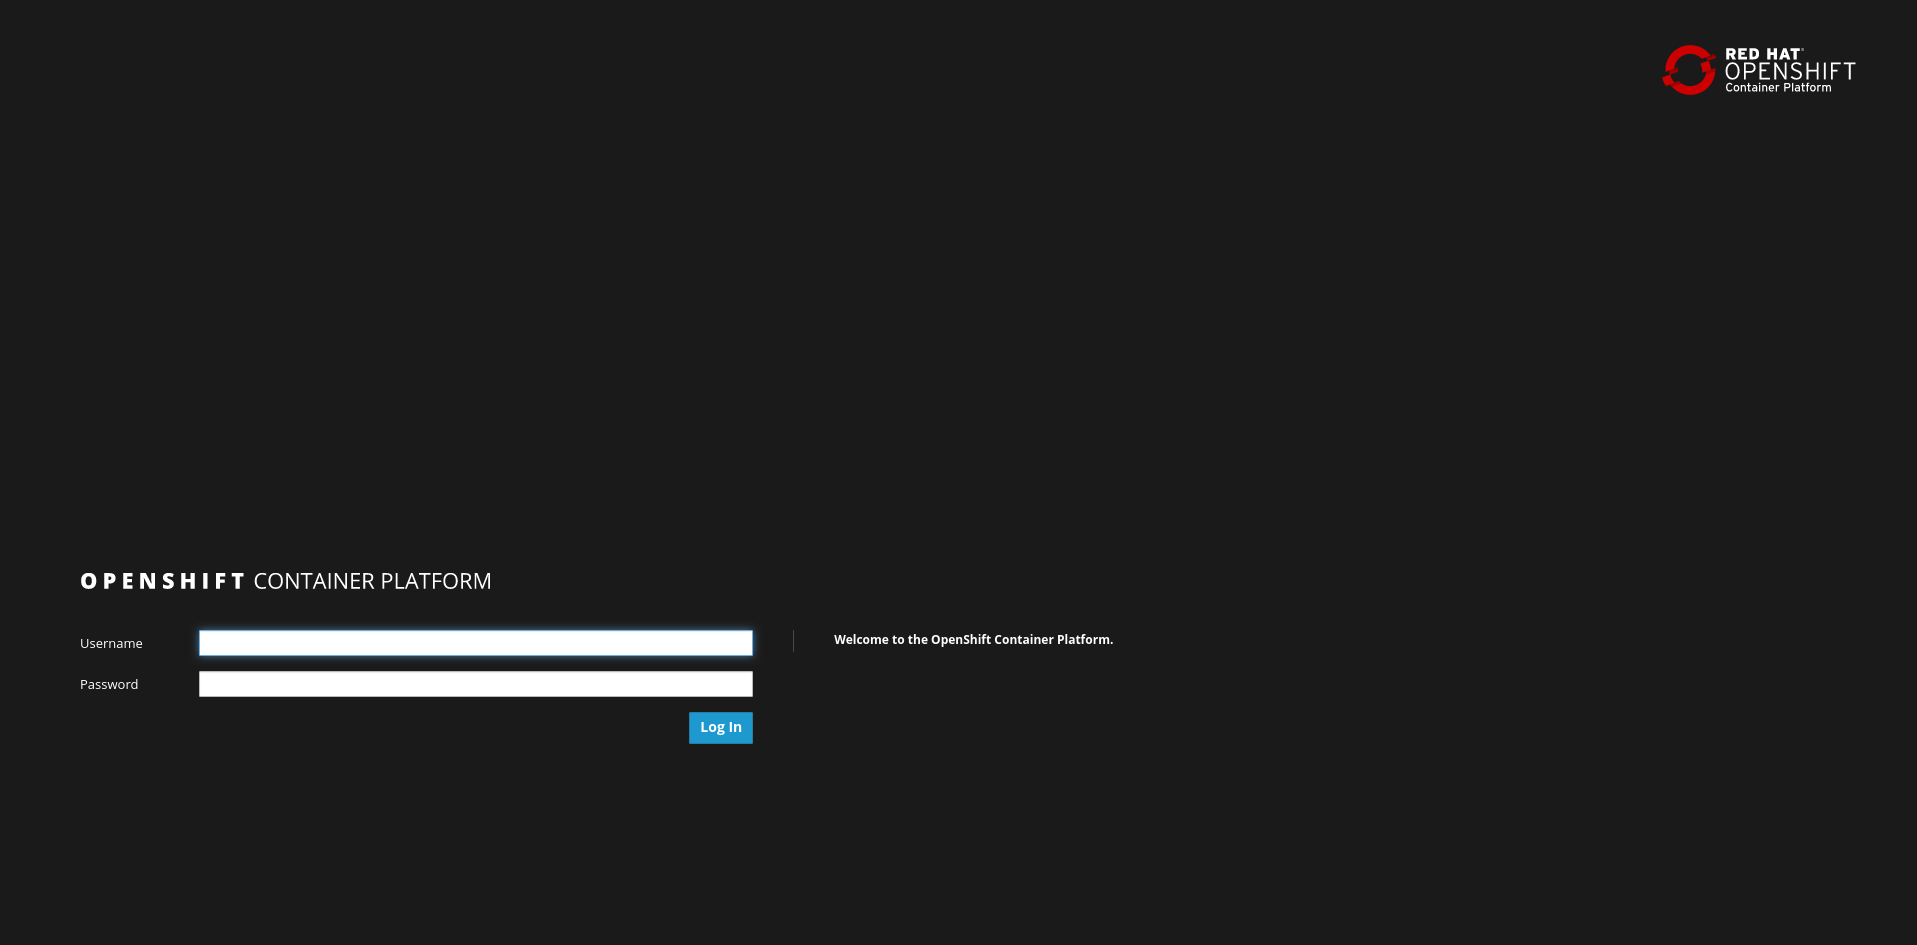 RED HAT
OPENSHIFT
Container Platform
OPENSHIFT CONTAINER PLATFORM
Username
Welcome to the OpenShift Container Platform.
Password
Log In